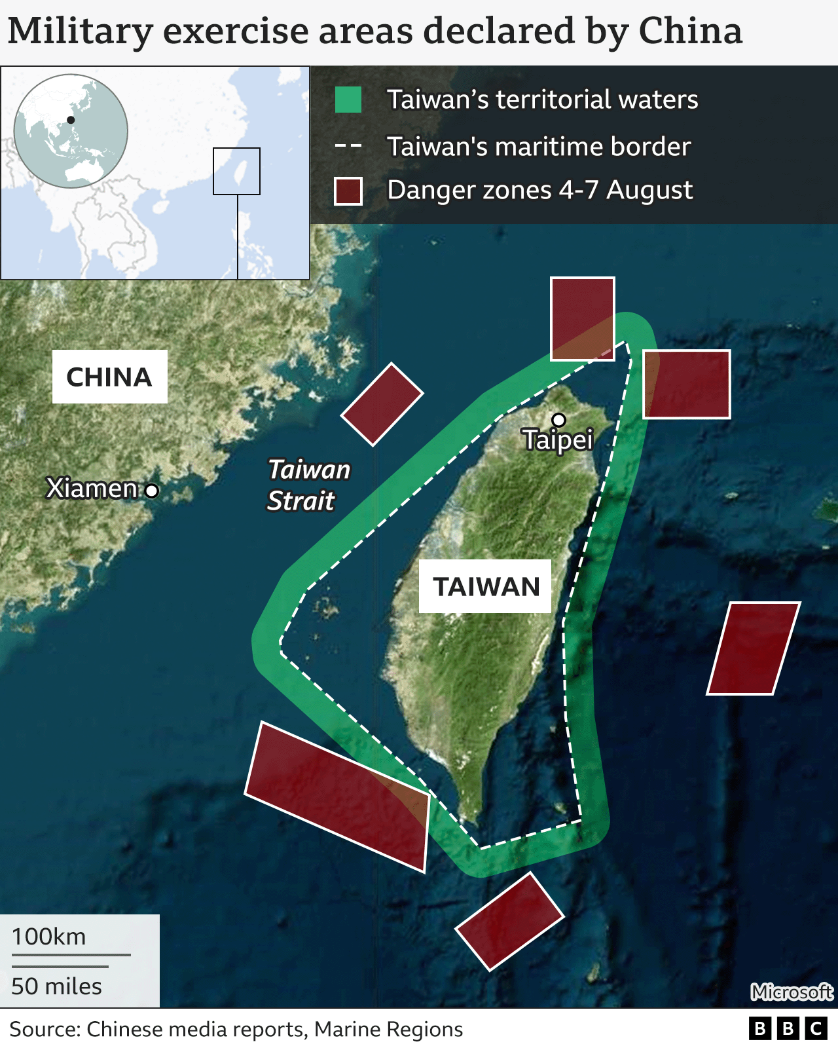 Military exercise areas declared by China
Taiwan's territorial waters
Taiwan's maritime border
Danger zones 4-7 August
CHINA
Taipei
Taiwan
Strait
Xiamen
TAIWAN
100km
50 miles
Microsoft
Source: Chinese media reports, Marine Regions
BBC